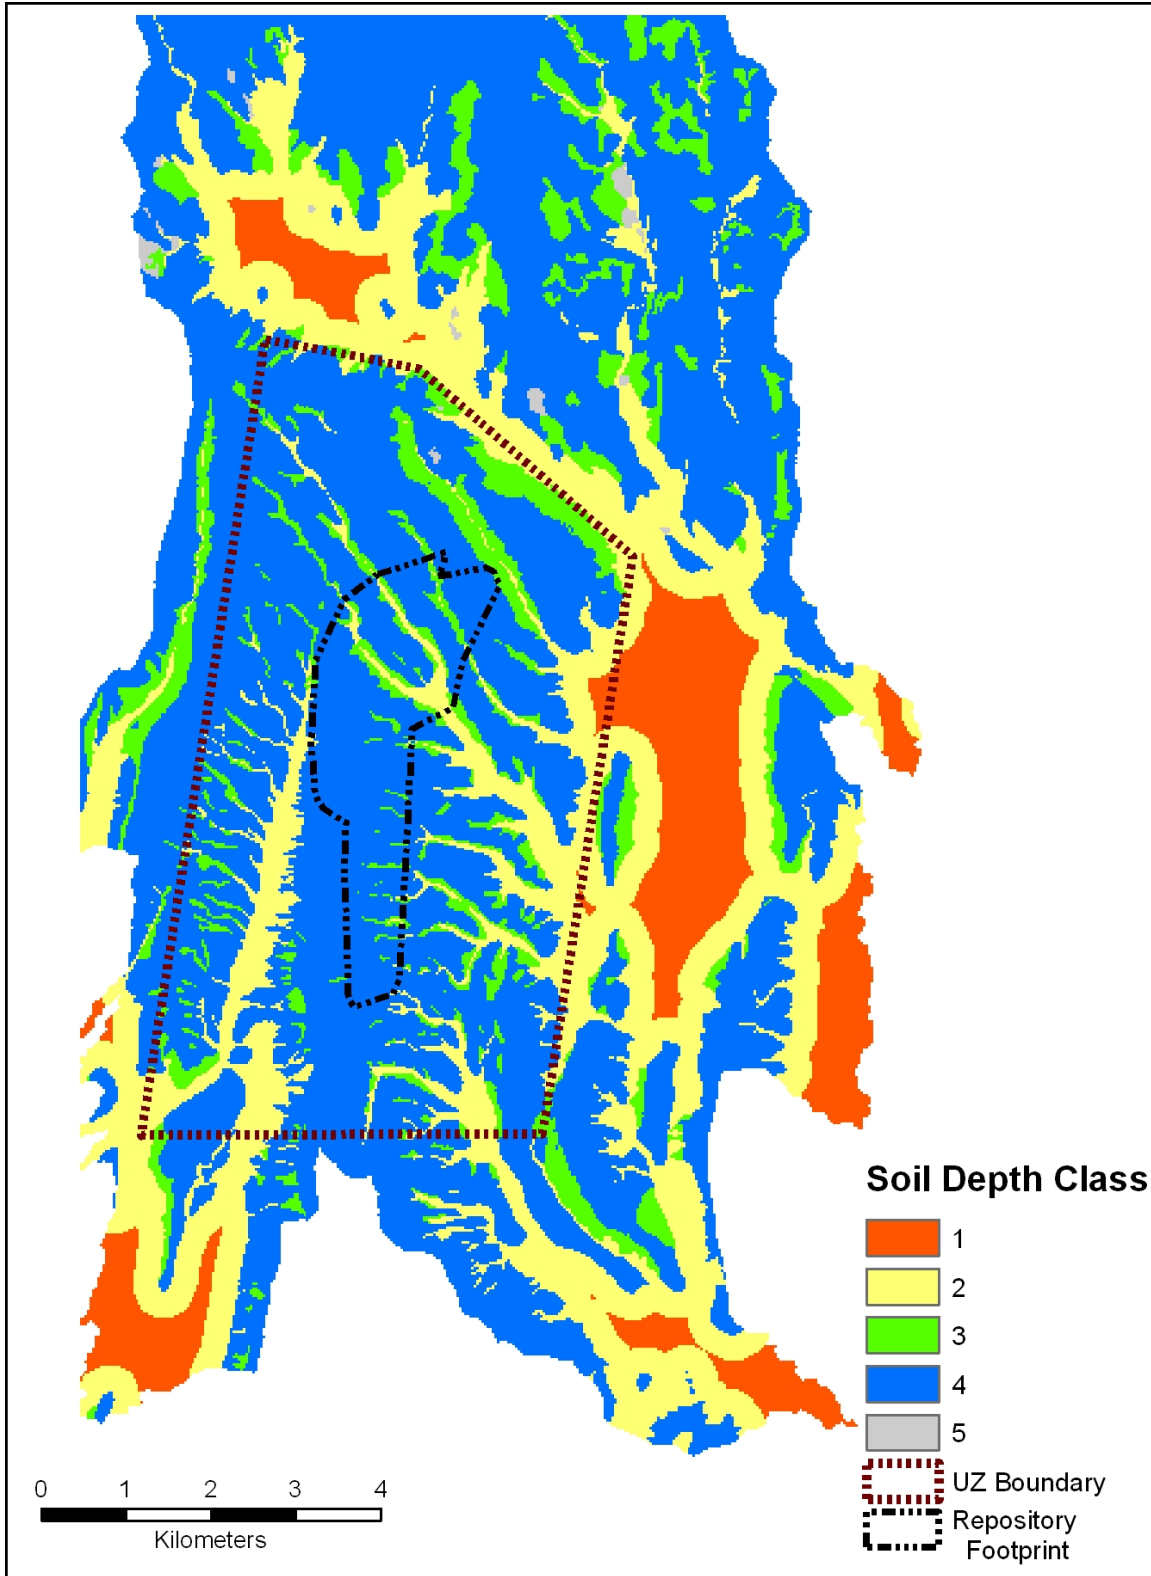 Soil Depth Class
1
2
3
4
5
UZ Boundary
Repository
Footprint
0 1 2 3 4
Kilometers